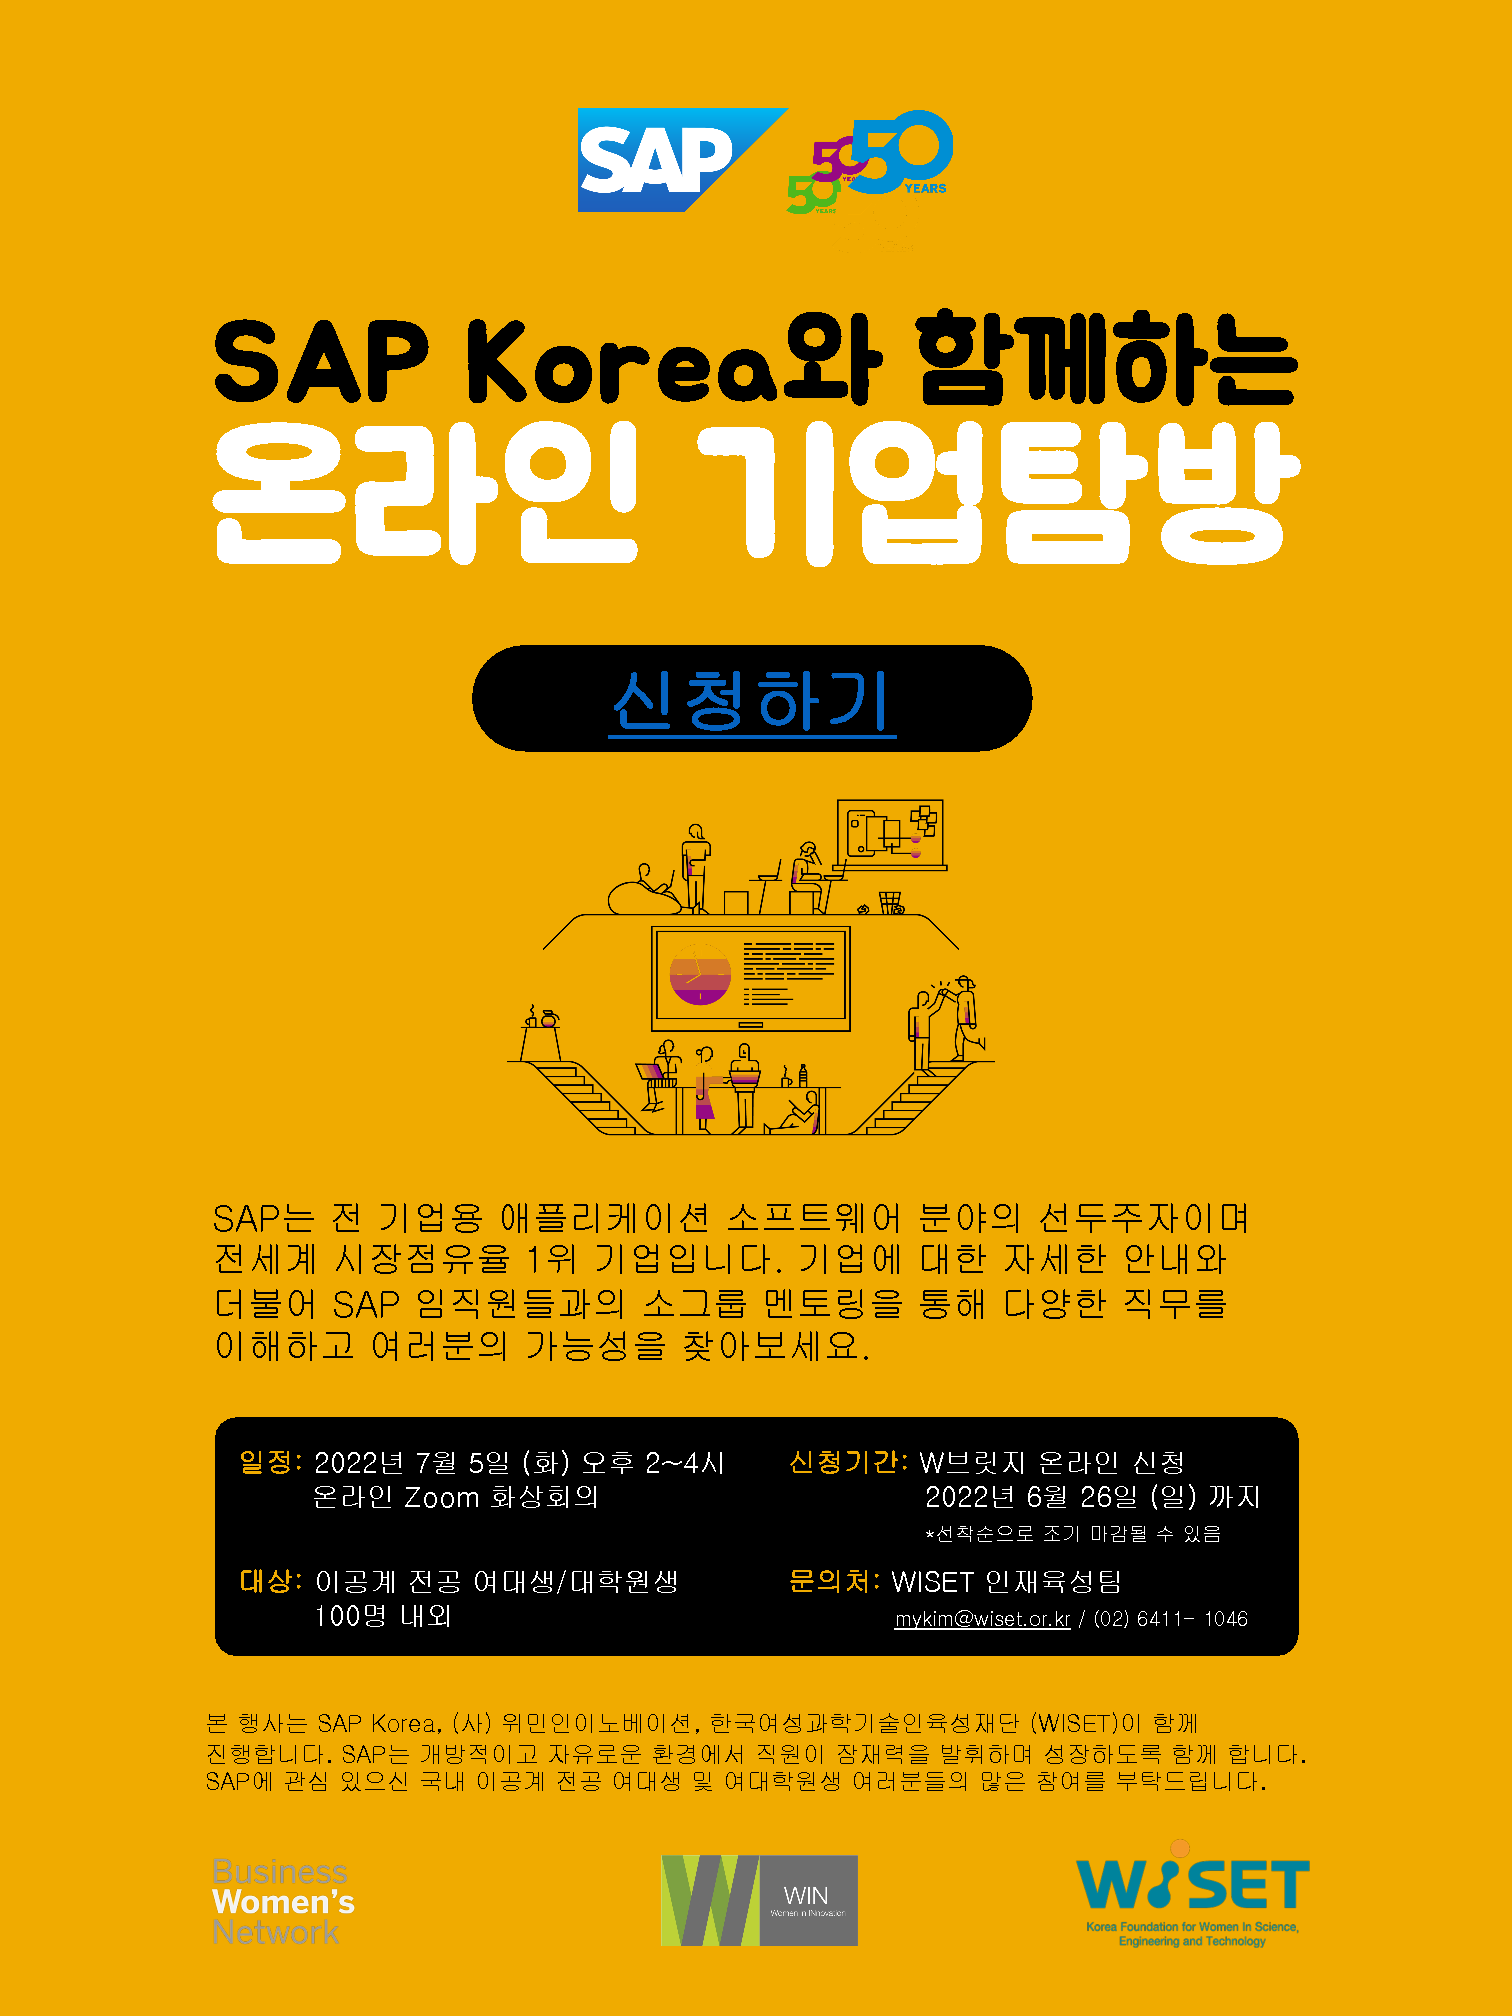 SAP
50
YEARS
50
YEARS
50
YEARS
SAP Korea와 함께하는
온라인 기업탐방
신청하기
SAP는 전 기업용 애플리케이션 소프트웨어 분야의 선두주자이며
전세계 시장점유율 1위 기업입니다. 기업에 대한 자세한 안내와
더불어 SAP 임직원들과의 소그룹 멘토링을 통해 다양한 직무를
이해하고 여러분의 가능성을 찾아보세요.
일정: 2022년 7월 5일 (화) 오후 2~4시
온라인 Zoom 화상회의
신청기간: W브릿지 온라인 신청
2022년 6월 26일 (일) 까지
*선착순으로 조기 마감될 수 있음
대상: 이공계 전공 여대생/대학원생
100명 내외
문의처: WISET 인재육성팀
mykim@wiset.or.kr / (02) 6411- 1046
본 행사는 SAP Korea, (사) 위민인이노베이션, 한국여성과학기술인육성재단 (WISET)이 함께
진행합니다. SAP는 개방적이고 자유로운 환경에서 직원이 잠재력을 발휘하며 성장하도록 함께 합니다.
SAP에 관심 있으신 국내 이공계 전공 여대생 및 여대학원생 여러분들의 많은 참여를 부탁드립니다.
Business
Women's
Network
WIN
Women in INnovation
WISET
Korea Foundation for Women In Science,
Engineering and Technology